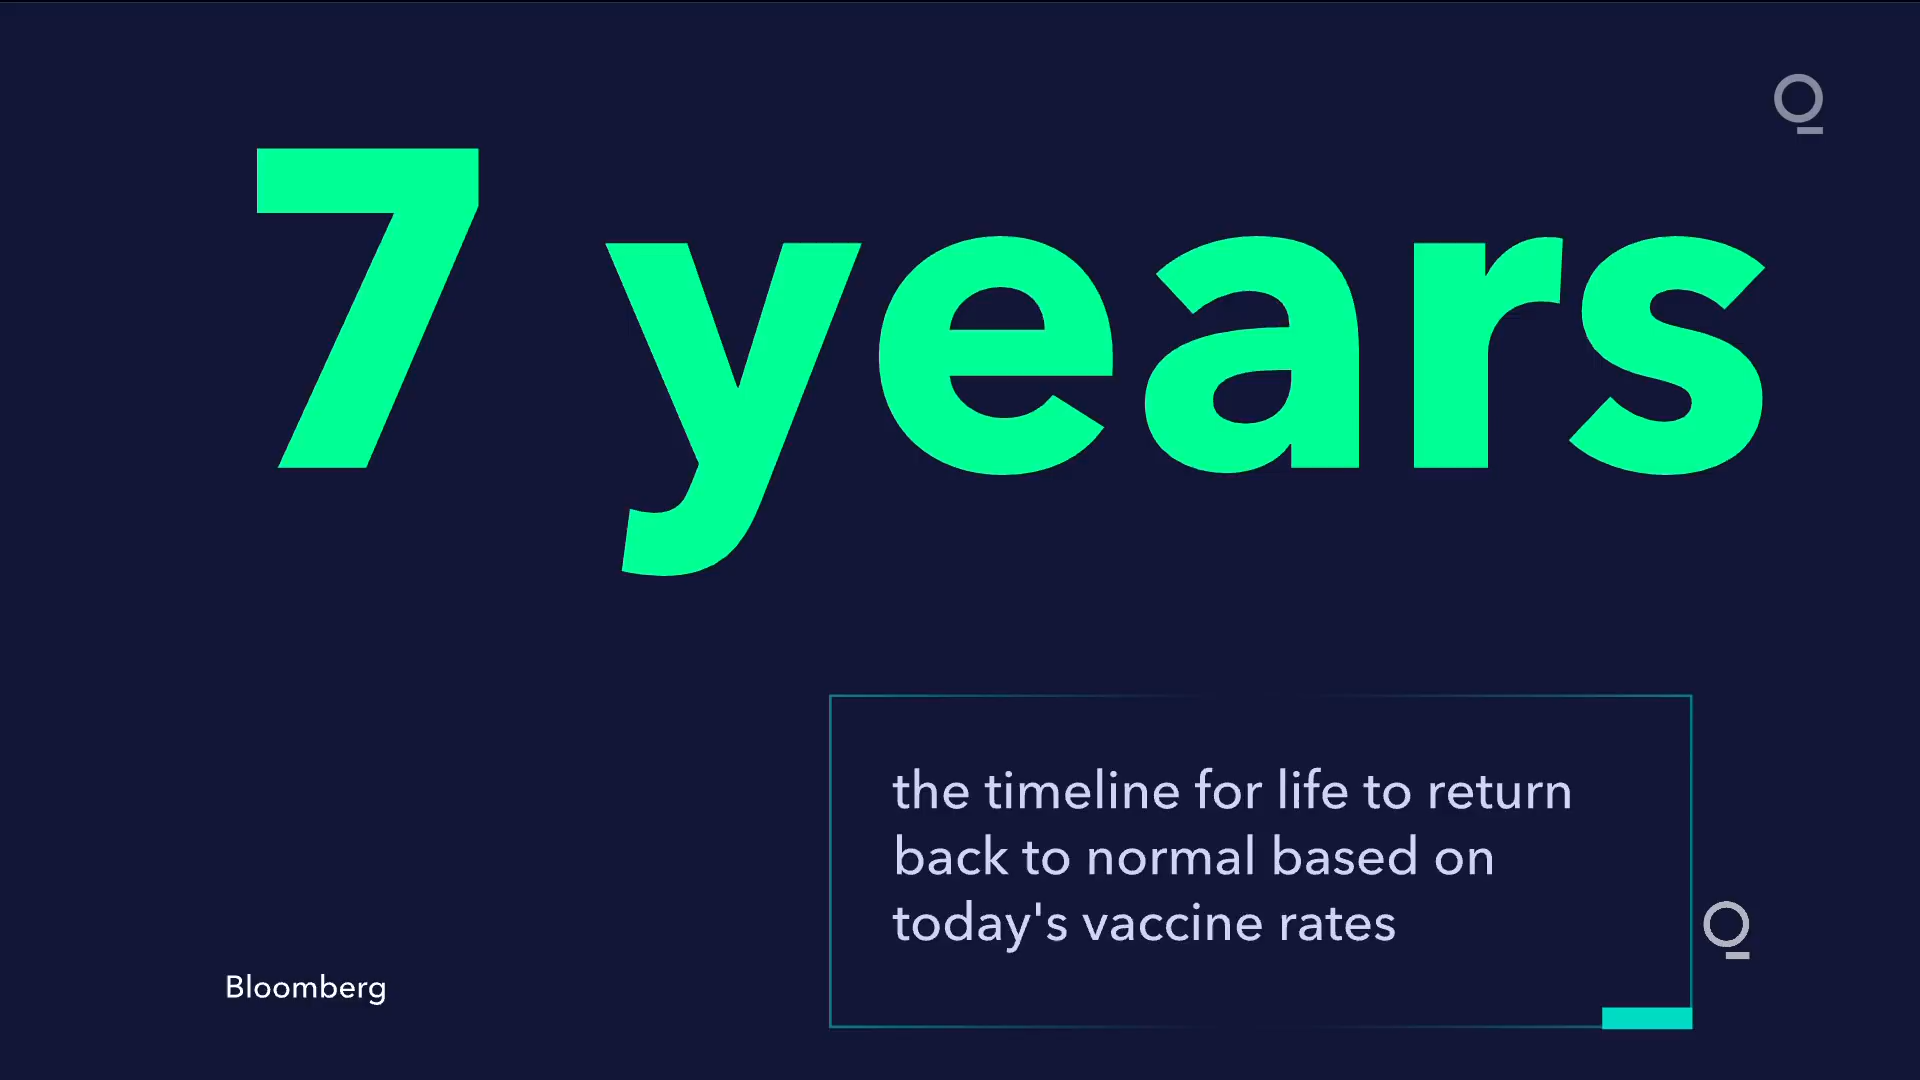 7 years
the timeline for life to return
back to normal based on
today's vaccine rates
Bloomberg